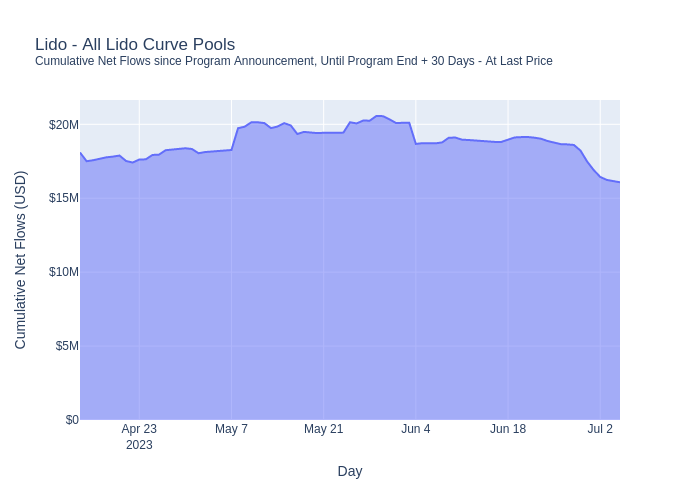 Lido - All Lido Curve Pools
Cumulative Net Flows since Program Announcement, Until Program End + 30 Days - At Last Price
Cumulative Net Flows (USD)
$20M
$15M
$10M
$5M
$0
Apr 23
2023
May 7
May 21
Jun 4
Jun 18
Jul 2
Day